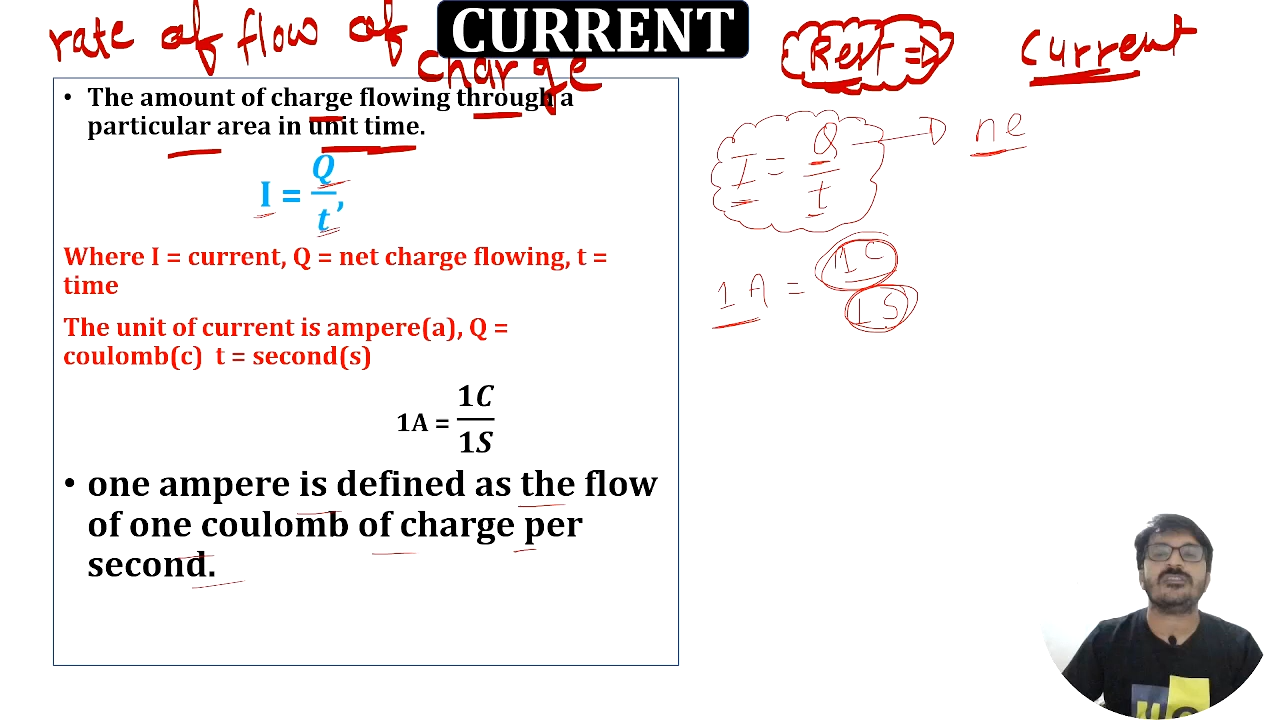 CURRENT
rate of flow of
charge
Rest ⇒ Current
• The amount of charge flowing through a
particular area in unit time.
I = Q/t,
Where I = current, Q = net charge flowing, t =
time
The unit of current is ampere(a), Q =
coulomb(c) t = second(s)
1A = 1C/1S
• one ampere is defined as the flow
of one coulomb of charge per
second.
I = Q/t → ne
1A = 1C/1S